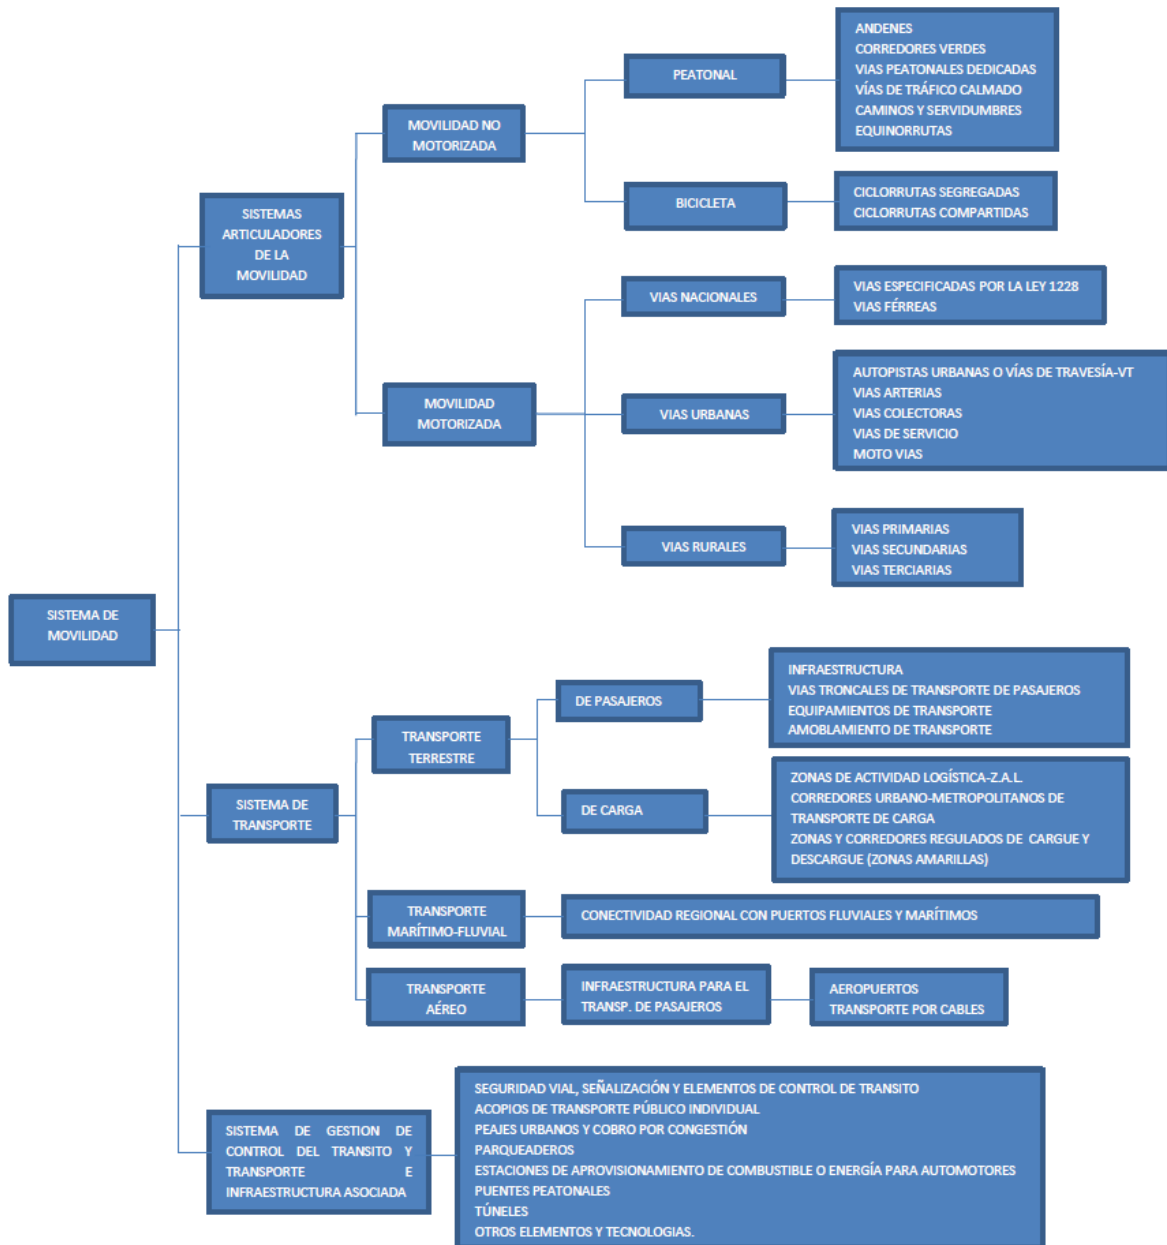 SISTEMA DE
MOVILIDAD
SISTEMAS
ARTICULADORES
DE LA
MOVILIDAD
MOVILIDAD NO
MOTORIZADA
PEATONAL
ANDENES
CORREDORES VERDES
VIAS PEATONALES DEDICADAS
VÍAS DE TRÁFICO CALMADO
CAMINOS Y SERVIDUMBRES
EQUINORRUTAS
BICICLETA
CICLORRUTAS SEGREGADAS
CICLORRUTAS COMPARTIDAS
MOVILIDAD
MOTORIZADA
VIAS NACIONALES
VIAS ESPECIFICADAS POR LA LEY 1228
VIAS FÉRREAS
VIAS URBANAS
AUTOPISTAS URBANAS O VÍAS DE TRAVESÍA-VT
VIAS ARTERIAS
VIAS COLECTORAS
VIAS DE SERVICIO
MOTO VIAS
VIAS RURALES
VIAS PRIMARIAS
VIAS SECUNDARIAS
VIAS TERCIARIAS
SISTEMA DE
TRANSPORTE
TRANSPORTE
TERRESTRE
DE PASAJEROS
INFRAESTRUCTURA
VIAS TRONCALES DE TRANSPORTE DE PASAJEROS
EQUIPAMIENTOS DE TRANSPORTE
AMOBLAMIENTO DE TRANSPORTE
DE CARGA
ZONAS DE ACTIVIDAD LOGÍSTICA-Z.A.L.
CORREDORES URBANO-METROPOLITANOS DE
TRANSPORTE DE CARGA
ZONAS Y CORREDORES REGULADOS DE CARGUE Y
DESCARGUE (ZONAS AMARILLAS)
TRANSPORTE
MARÍTIMO-FLUVIAL
CONECTIVIDAD REGIONAL CON PUERTOS FLUVIALES Y MARÍTIMOS
TRANSPORTE
AÉREO
INFRAESTRUCTURA PARA EL
TRANSP. DE PASAJEROS
AEROPUERTOS
TRANSPORTE POR CABLES
SISTEMA DE GESTION DE
CONTROL DEL TRANSITO Y
TRANSPORTE E
INFRAESTRUCTURA ASOCIADA
SEGURIDAD VIAL, SEÑALIZACIÓN Y ELEMENTOS DE CONTROL DE TRANSITO
ACOPIOS DE TRANSPORTE PÚBLICO INDIVIDUAL
PEAJES URBANOS Y COBRO POR CONGESTIÓN
PARQUEADEROS
ESTACIONES DE APROVISIONAMIENTO DE COMBUSTIBLE O ENERGÍA PARA AUTOMOTORES
PUENTES PEATONALES
TÚNELES
OTROS ELEMENTOS Y TECNOLOGIAS.